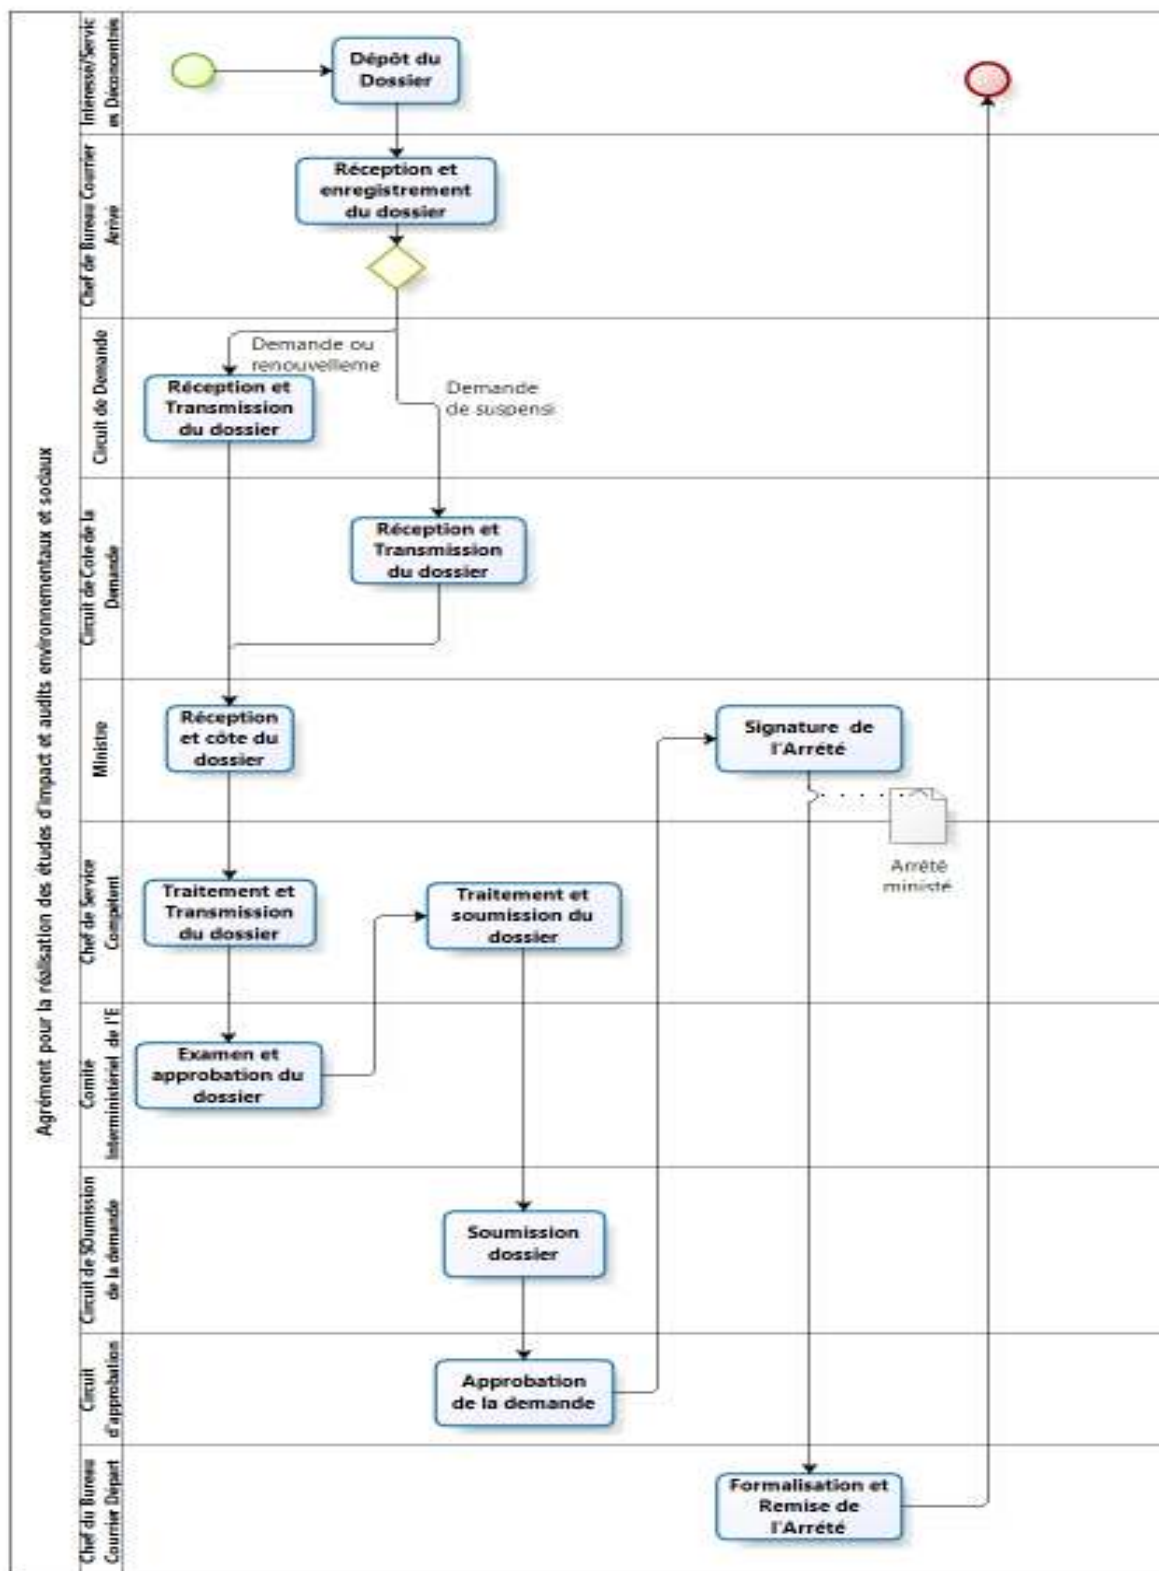 Agrément pour la réalisation des études d'impact et audits environnementaux et sociaux
Intéressé/Servic
es Déconcentrés
Dépôt du
Dossier
Chef de Bureau Courrier
Arrivé
Réception et
enregistrement
du dossier
Circuit de Demande
Demande ou
renouvelleme
Demande
de suspensi
Réception et
Transmission
du dossier
Circuit de Cote de la
Demande
Réception et
Transmission
du dossier
Ministre
Réception
et côte du
dossier
Signature de
l'Arrété
Arrêté
ministé
Chef de Service
Compétent
Traitement et
Transmission
du dossier
Traitement et
soumission du
dossier
Comité
Interministériel de l'E
Examen et
approbation du
dossier
Circuit de SOumission
de la demande
Soumission
dossier
Circuit
d'approbation
Approbation
de la demande
Chef du Bureau
Courrier Départ
Formalisation et
Remise de
l'Arrété